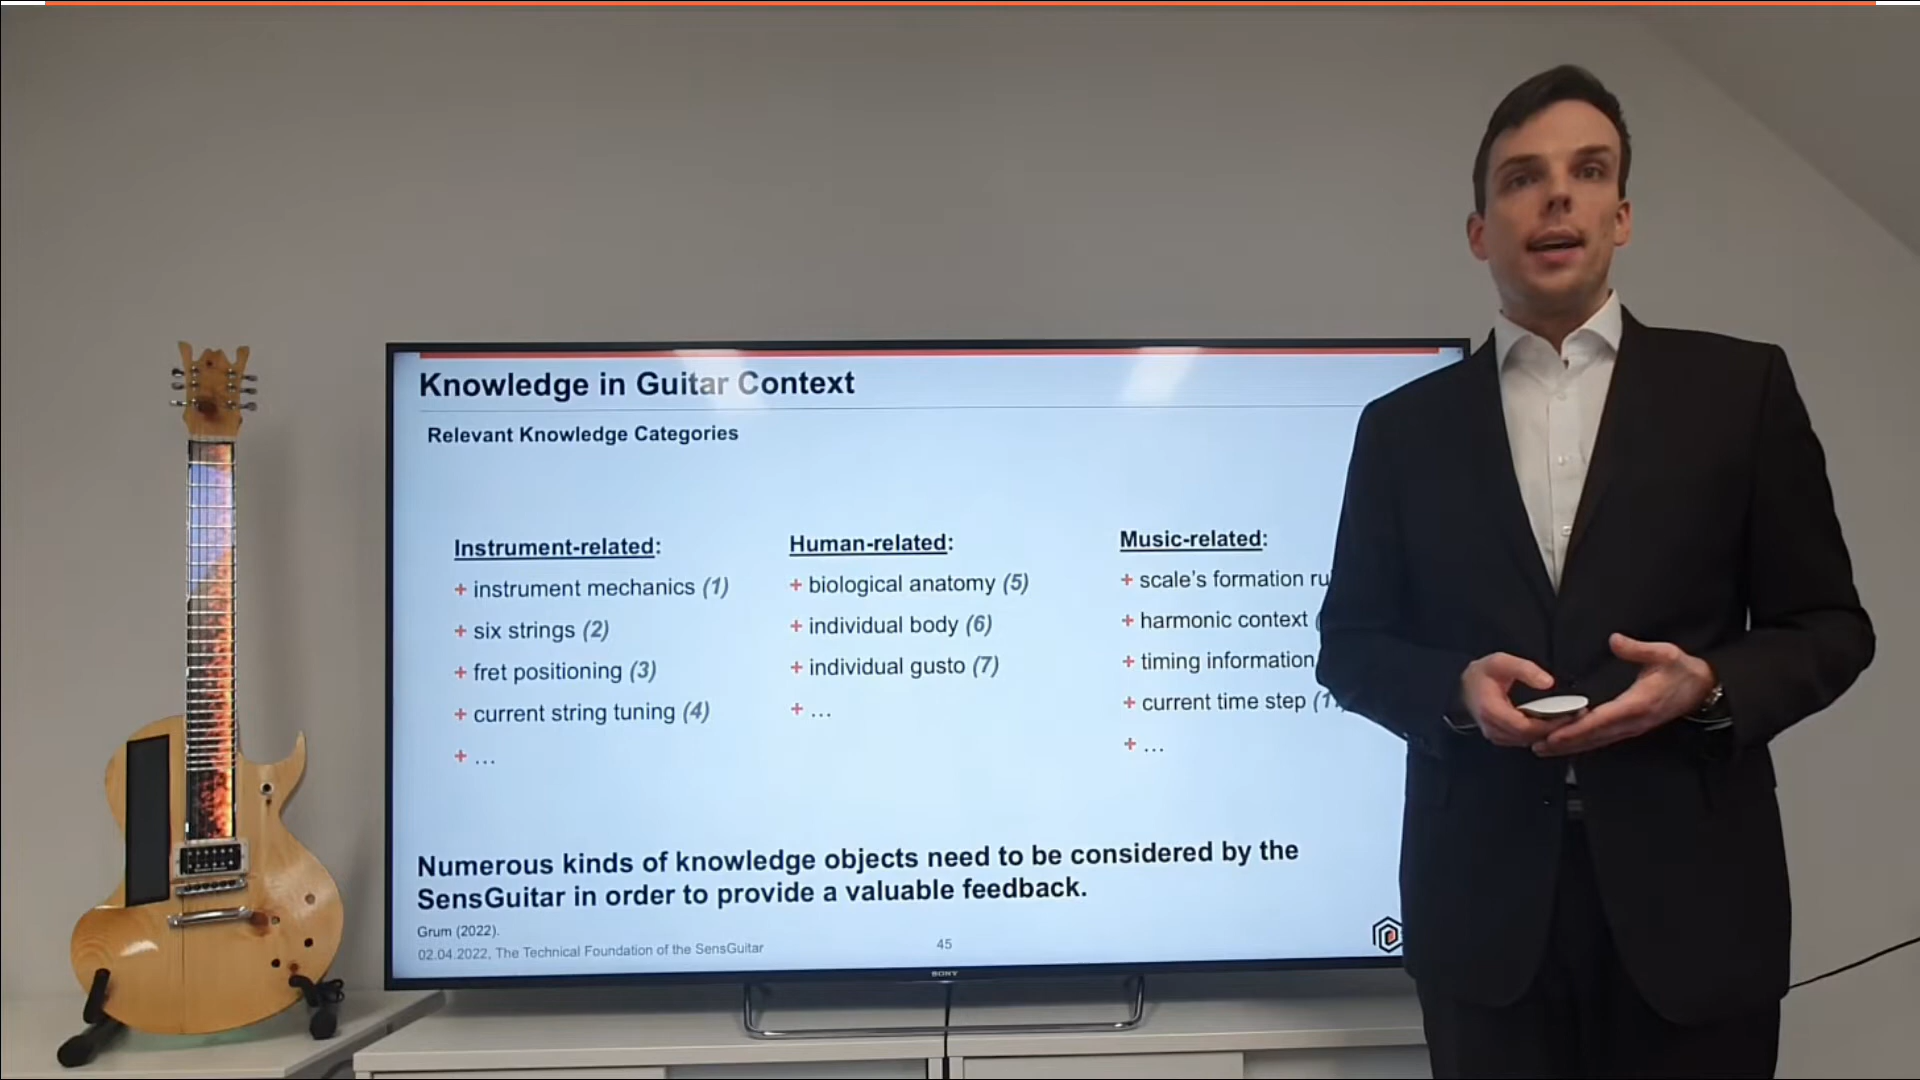 Knowledge in Guitar Context
Relevant Knowledge Categories
Instrument-related:
+ instrument mechanics (1)
+ six strings (2)
+ fret positioning (3)
+ current string tuning (4)
+ ...
Human-related:
+ biological anatomy (5)
+ individual body (6)
+ individual gusto (7)
+ ...
Music-related:
+ scale's formation
+ harmonic context
+ timing information
+ current time step
+ ...
Numerous kinds of knowledge objects need to be considered by the
SensGuitar in order to provide a valuable feedback.
Grum (2022).
02.04.2022, The Technical Foundation of the SensGuitar
45
SONY